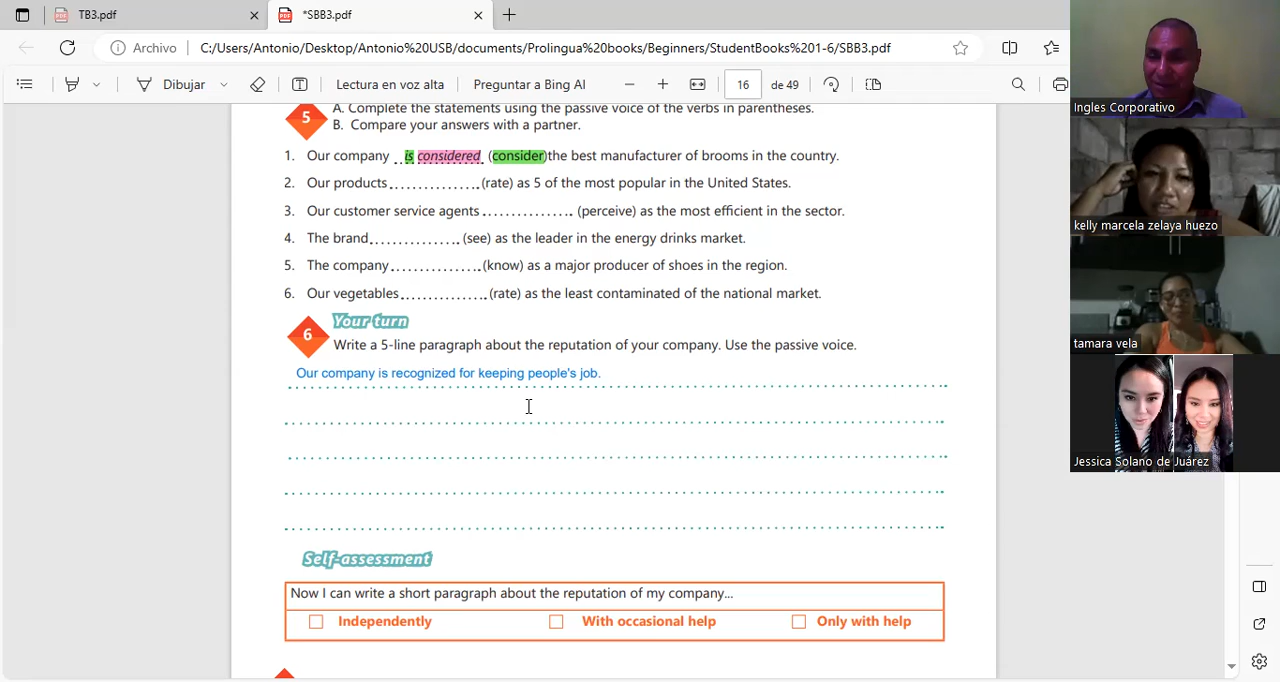 TB3.pdf
*SBB3.pdf
Archivo
C:/Users/Antonio/Desktop/Antonio%20USB/documents/Prolingua%20books/Beginners/StudentBooks%201-6/SBB3.pdf
Dibujar
Lectura en voz alta
Preguntar a Bing AI
16
de 49
5
A. Complete the statements using the passive voice of the verbs in parentheses.
B. Compare your answers with a partner.
1. Our company ..is considered. (consider)the best manufacturer of brooms in the country.
2. Our products...............(rate) as 5 of the most popular in the United States.
3. Our customer service agents ............... (perceive) as the most efficient in the sector.
4. The brand............... (see) as the leader in the energy drinks market.
5. The company...............(know) as a major producer of shoes in the region.
6. Our vegetables...............(rate) as the least contaminated of the national market.
6
Your turn
Write a 5-line paragraph about the reputation of your company. Use the passive voice.
Our company is recognized for keeping people's job.
Self-assessment
Now I can write a short paragraph about the reputation of my company...
Independently
With occasional help
Only with help
Ingles Corporativo
kelly marcela zelaya huezo
tamara vela
Jessica Solano de Juárez